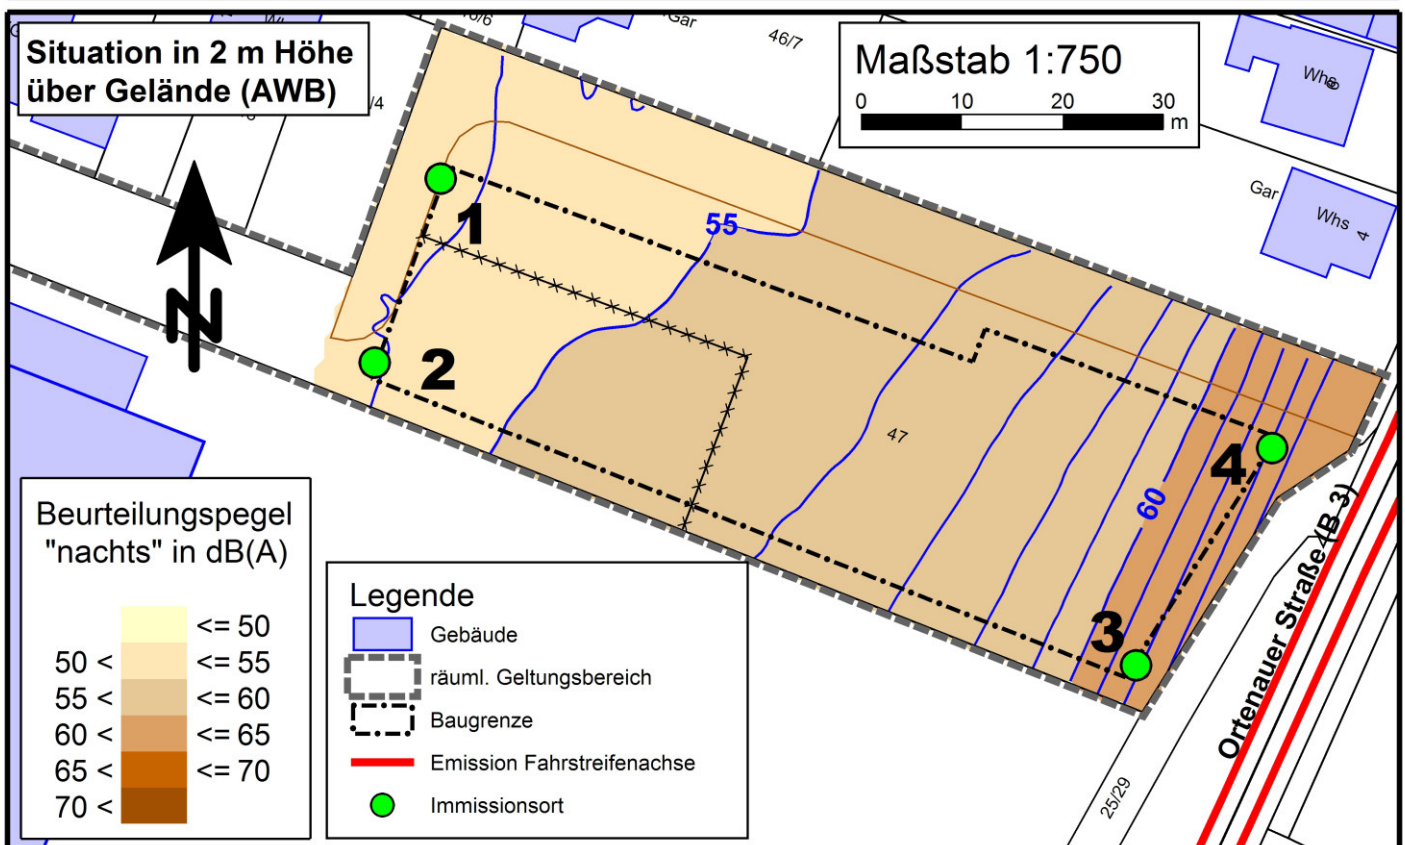 Situation in 2 m Höhe
über Gelände (AWB)
/4
Gar
46/7
Maßstab 1:750
0 10 20 30
m
Whs
Gar
Whs
4
1
55
2
47
4
60
3
Ortenauer Straße (B 3)
25/29
N
Beurteilungspegel
"nachts" in dB(A)
<= 50
50 < <= 55
55 < <= 60
60 < <= 65
65 < <= 70
70 <
Legende
Gebäude
räuml. Geltungsbereich
Baugrenze
Emission Fahrstreifenachse
Immissionsort